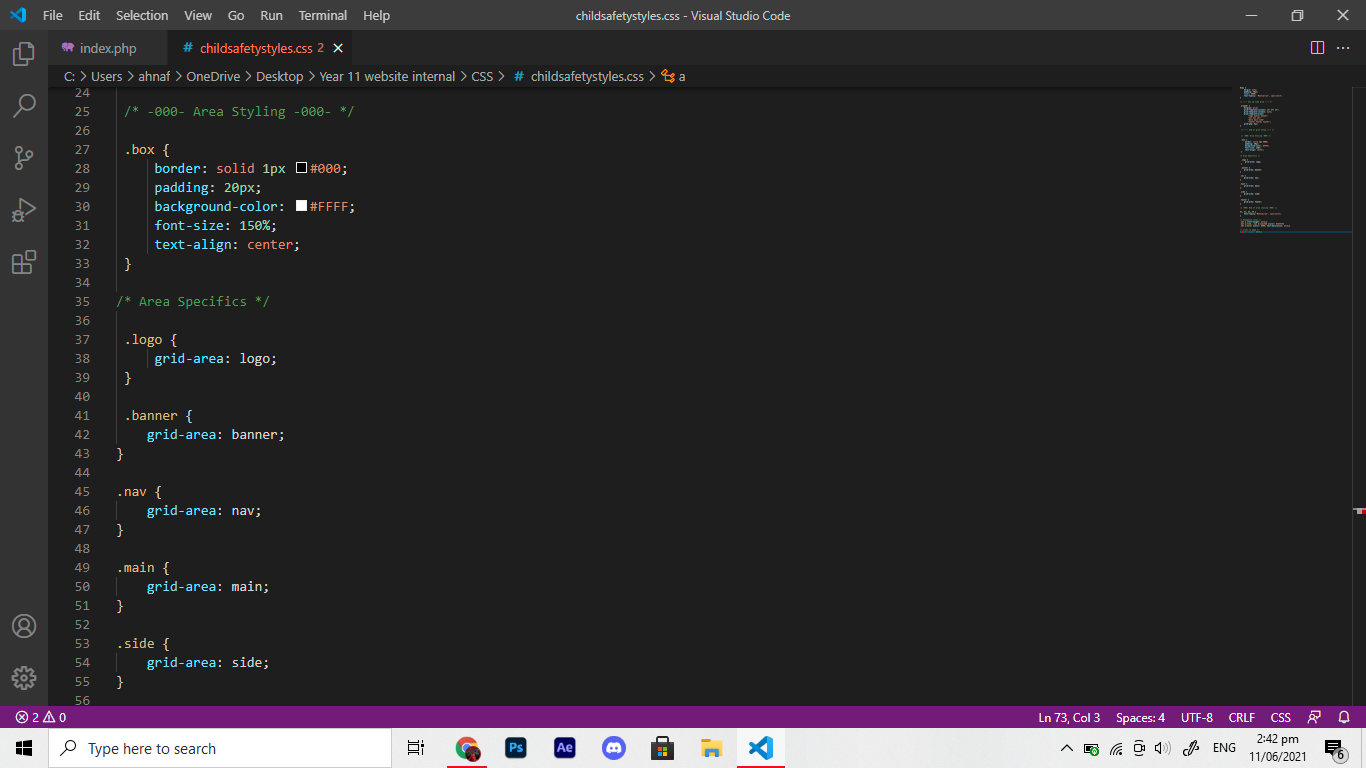 File Edit Selection View Go Run Terminal Help childsafetystyles.css - Visual Studio Code
index.php # childsafetystyles.css 2
C: > Users > ahnaf > OneDrive > Desktop > Year 11 website internal > CSS > # childsafetystyles.css > a
24
25 /* -000- Area Styling -000- */
26
27 .box {
28 border: solid 1px #000;
29 padding: 20px;
30 background-color: #FFFF;
31 font-size: 150%;
32 text-align: center;
33 }
34
35 /* Area Specifics */
36
37 .logo {
38 grid-area: logo;
39 }
40
41 .banner {
42 grid-area: banner;
43 }
44
45 .nav {
46 grid-area: nav;
47 }
48
49 .main {
50 grid-area: main;
51 }
52
53 .side {
54 grid-area: side;
55 }
56
2 0 Ln 73, Col 3 Spaces: 4 UTF-8 CRLF CSS
Type here to search Ps Ae ENG 2:42 pm
11/06/2021 6